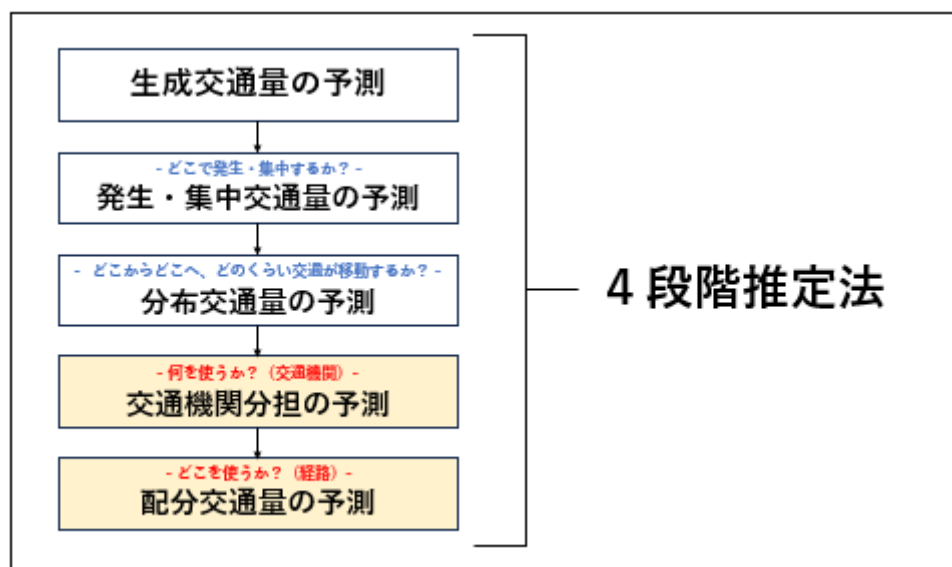 生成交通量の予測
- どこで発生・集中するか？ -
発生・集中交通量の予測
- どこからどこへ、どのくらい交通が移動するか？ -
分布交通量の予測
- 何を使うか？（交通機関） -
交通機関分担の予測
- どこを使うか？（経路） -
配分交通量の予測
４段階推定法